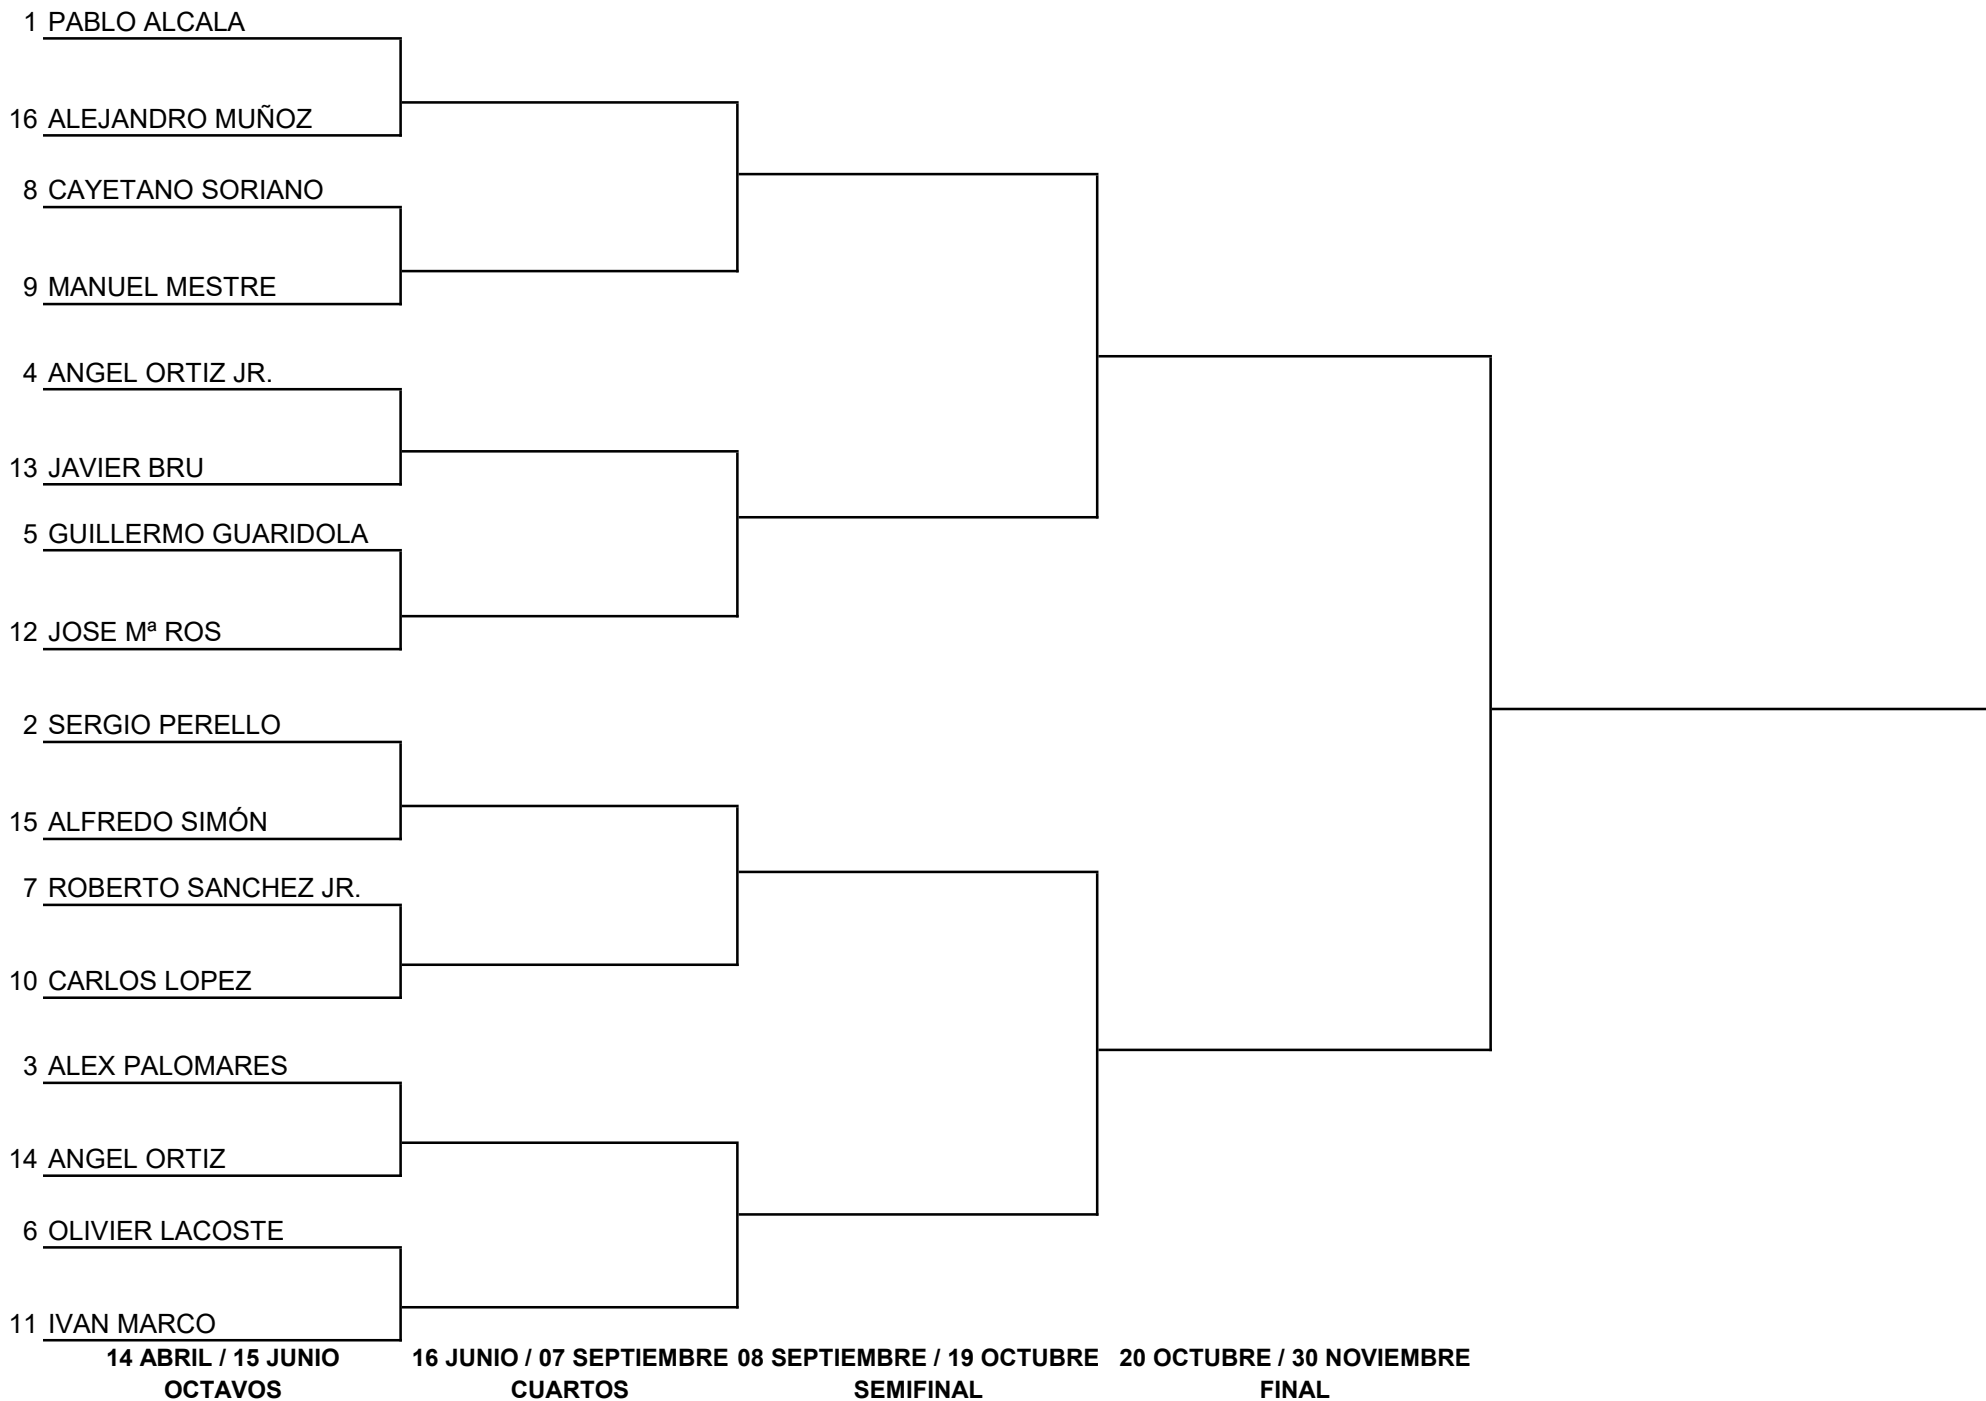 1 PABLO ALCALA
16 ALEJANDRO MUÑOZ
8 CAYETANO SORIANO
9 MANUEL MESTRE
4 ANGEL ORTIZ JR.
13 JAVIER BRU
5 GUILLERMO GUARIDOLA
12 JOSE Mª ROS
2 SERGIO PERELLO
15 ALFREDO SIMÓN
7 ROBERTO SANCHEZ JR.
10 CARLOS LOPEZ
3 ALEX PALOMARES
14 ANGEL ORTIZ
6 OLIVIER LACOSTE
11 IVAN MARCO
14 ABRIL / 15 JUNIO 16 JUNIO / 07 SEPTIEMBRE 08 SEPTIEMBRE / 19 OCTUBRE 20 OCTUBRE / 30 NOVIEMBRE
OCTAVOS CUARTOS SEMIFINAL FINAL